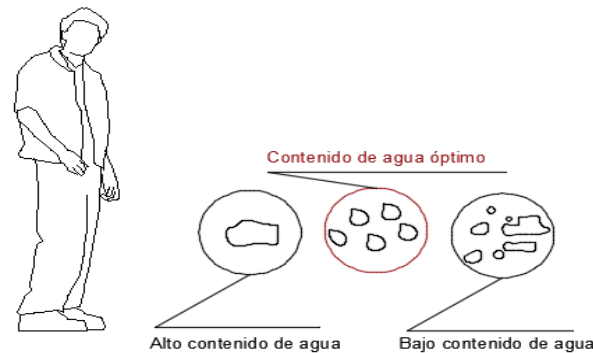 Contenido de agua óptimo
Alto contenido de agua
Bajo contenido de agua